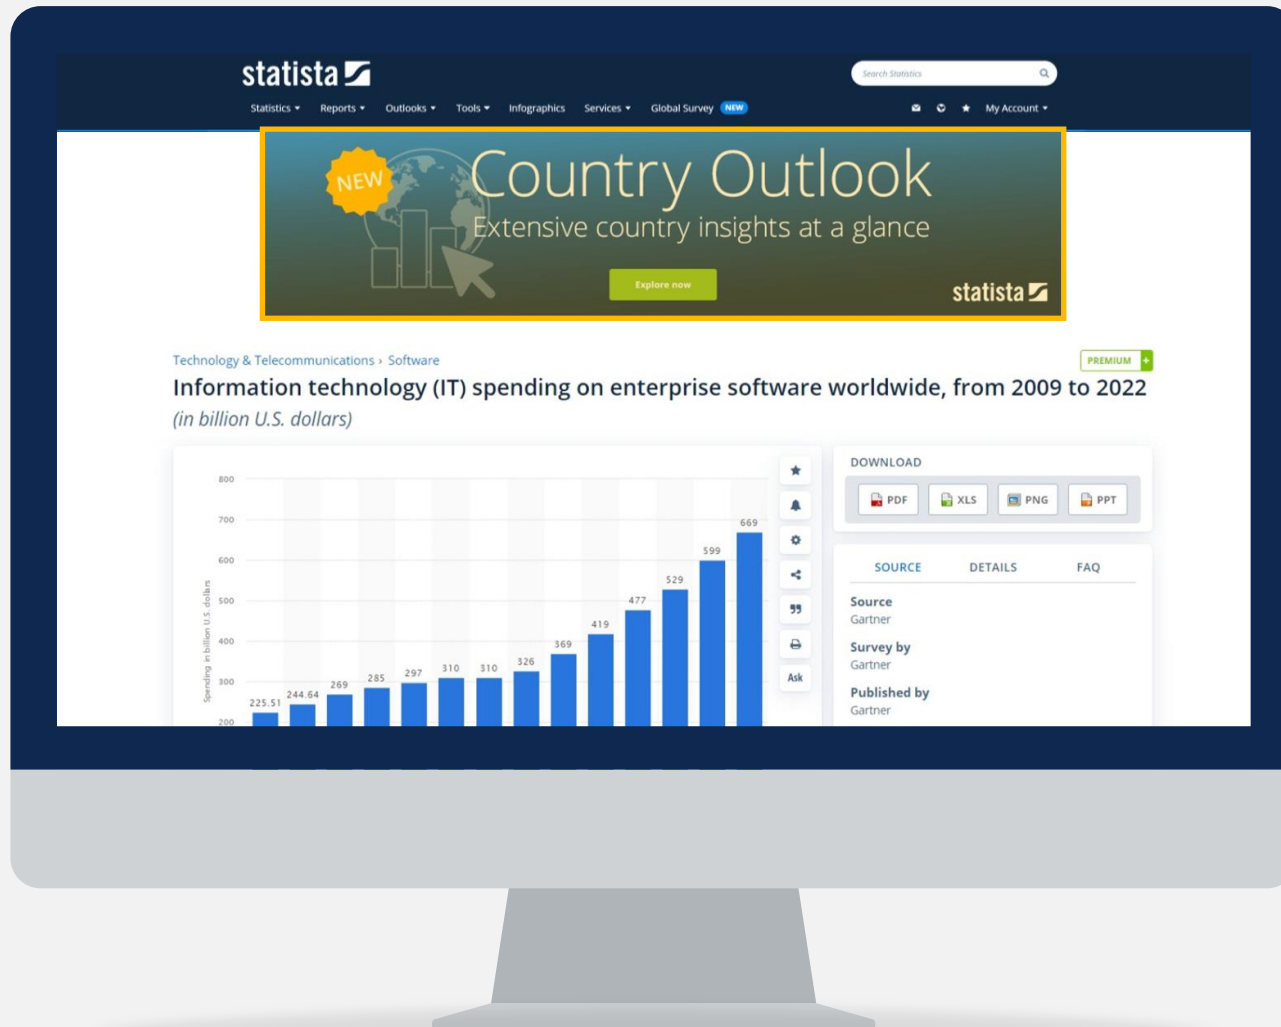 statista
Search Statistics
Statistics Reports Outlooks Tools Infographics Services Global Survey NEW My Account
NEW
Country Outlook
Extensive country insights at a glance
Explore now
statista
Technology & Telecommunications › Software
PREMIUM +
Information technology (IT) spending on enterprise software worldwide, from 2009 to 2022
(in billion U.S. dollars)
Spending in billion U.S. dollars
800
700
600
500
400
300
200
225.51 244.64 269 285 297 310 310 326 369 419 477 529 599 669
Ask
DOWNLOAD
PDF XLS PNG PPT
SOURCE DETAILS FAQ
Source
Gartner
Survey by
Gartner
Published by
Gartner